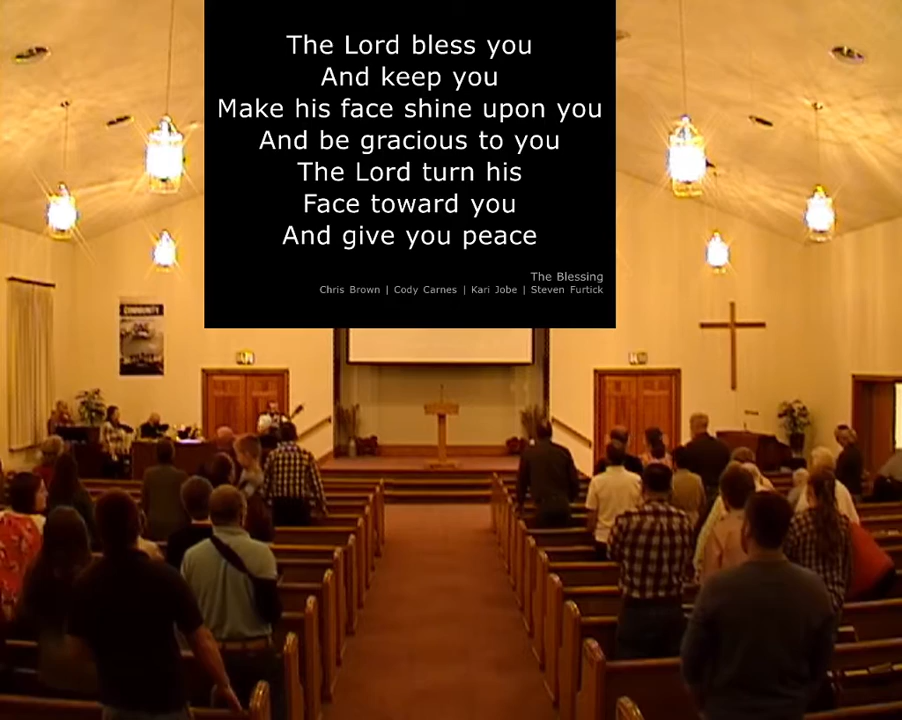 The Lord bless you
And keep you
Make his face shine upon you
And be gracious to you
The Lord turn his
Face toward you
And give you peace
The Blessing
Chris Brown | Cody Carnes | Kari Jobe | Steven Furtick
COMMUNITY